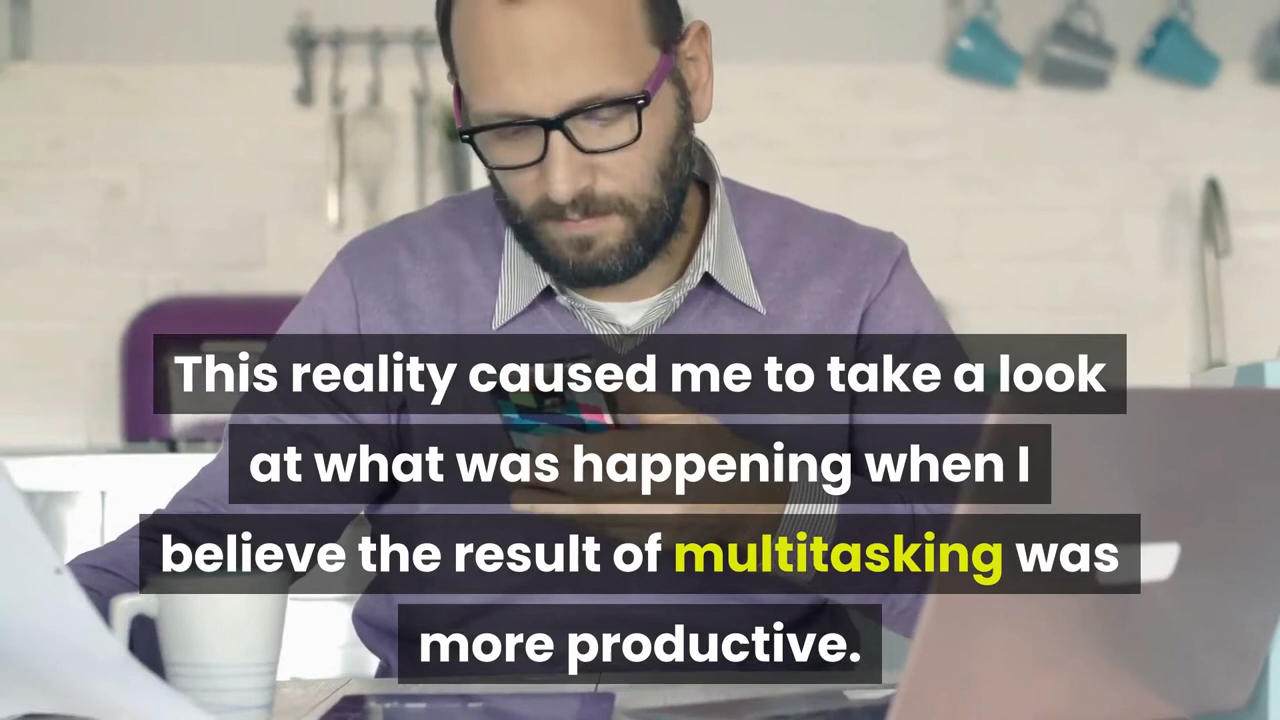 This reality caused me to take a look
at what was happening when I
believe the result of multitasking was
more productive.